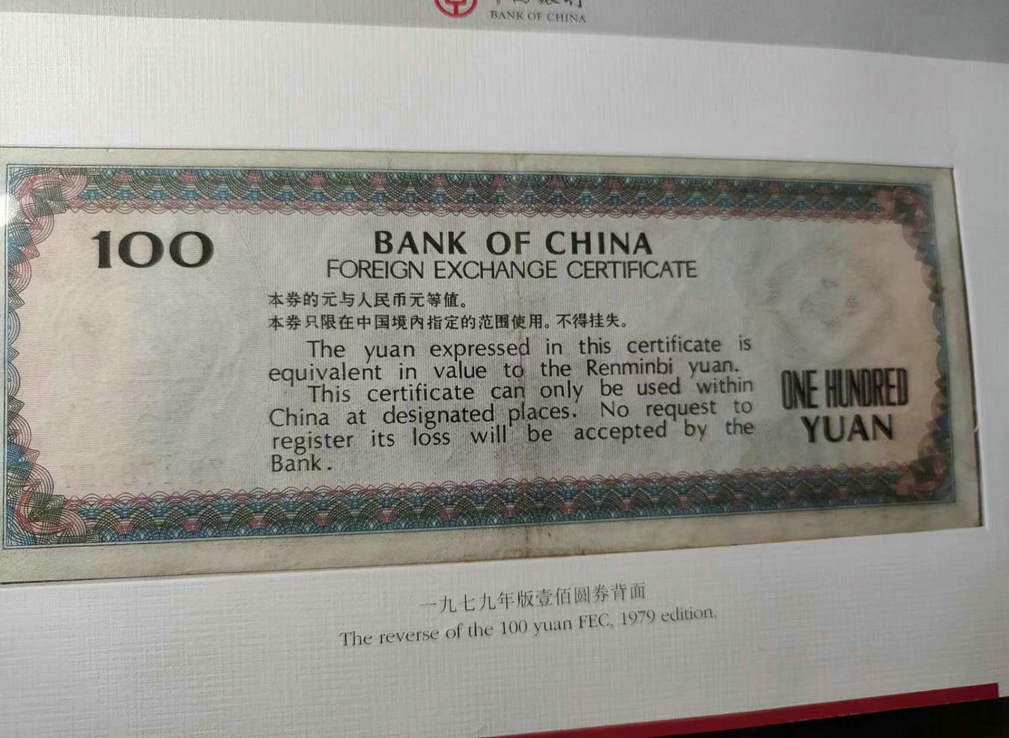 BANK OF CHINA
100
BANK OF CHINA
FOREIGN EXCHANGE CERTIFICATE
本券的元与人民币元等值。
本券只限在中国境内指定的范围使用。不得挂失。
The yuan expressed in this certificate is
equivalent in value to the Renminbi yuan.
This certificate can only be used within
China at designated places. No request to
register its loss will be accepted by the
Bank.
ONE HUNDRED
YUAN
一九七九年版壹佰圆券背面
The reverse of the 100 yuan FEC, 1979 edition.